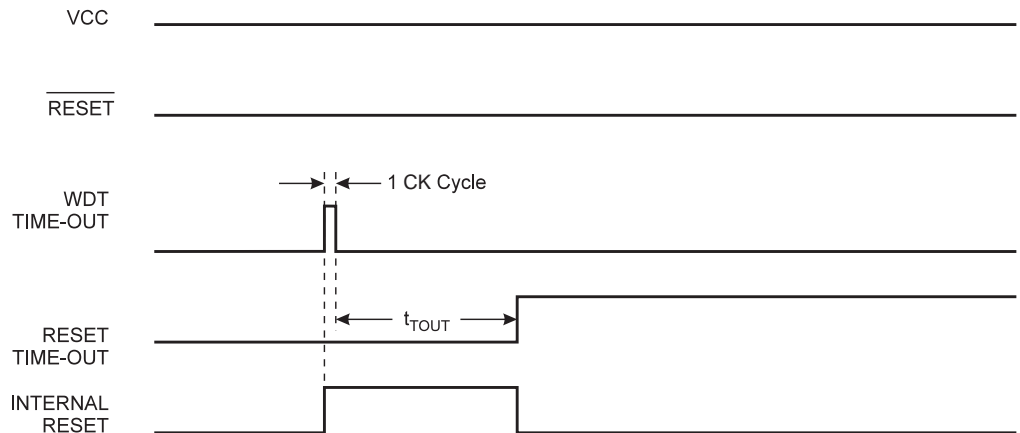 VCC
RESET
1 CK Cycle
WDT
TIME-OUT
tTOUT
RESET
TIME-OUT
INTERNAL
RESET